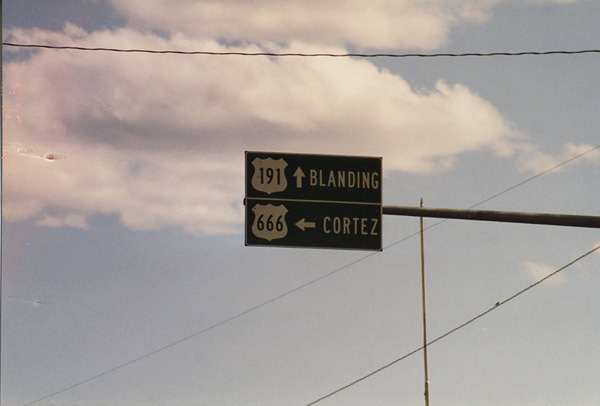 191 ↑ BLANDING
666 ← CORTEZ